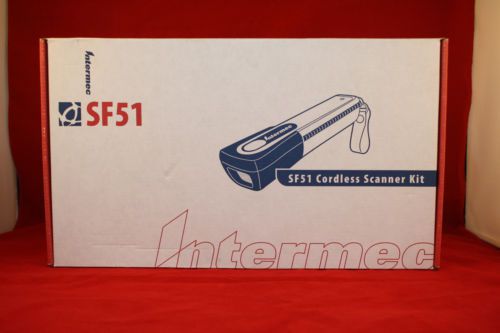 Intermec
SF51
Intermec
SF51 Cordless Scanner Kit
Intermec